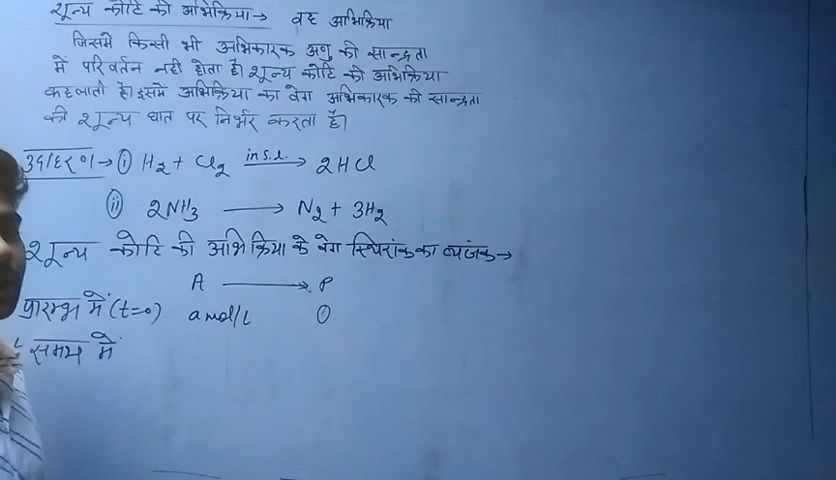 शून्य कोटि की अभिक्रिया→ वह अभिक्रिया
जिसमे किसी भी अभिकारक अणु की सान्द्रता
में परिवर्तन नही होता है। शून्य कोटि की अभिक्रिया
कहलाती है। इसमे अभिक्रिया का वेग अभिकारक की सान्द्रता
की शून्य घात पर निर्भर करता है।
उदाहरण→ (i) H₂ + Cl₂ in S.L. → 2HCl
(ii) 2NH₃ → N₂ + 3H₂
शून्य कोटि की अभिक्रिया के वेग स्थिरांक का व्यंजक→
A → P
प्रारम्भ में (t=0) a mol/L 0
t समय में